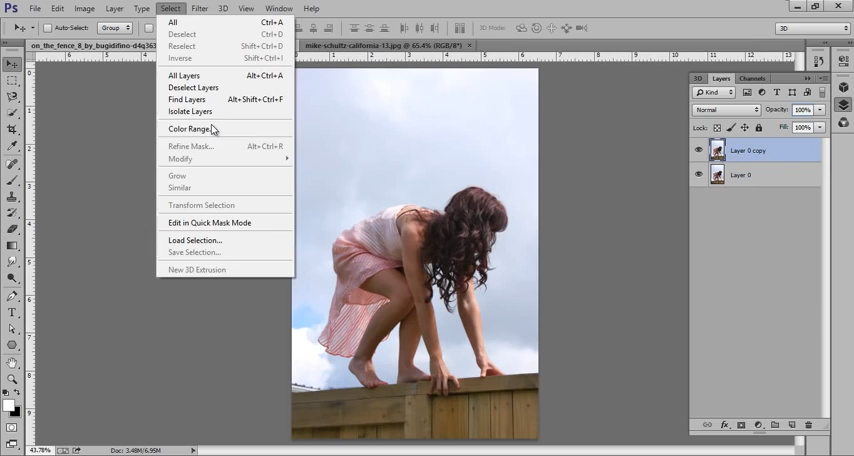 Ps File Edit Image Layer Type Select Filter 3D View Window Help
Auto-Select: Group 3D Mode: 3D
on_the_fence_8_by_bugidifino-d4q363 mike-schultz-california-13.jpg @ 65.4% (RGB/8*) ×
All Ctrl+A
Deselect Ctrl+D
Reselect Shift+Ctrl+D
Inverse Shift+Ctrl+I
All Layers Alt+Ctrl+A
Deselect Layers
Find Layers Alt+Shift+Ctrl+F
Isolate Layers
Color Range...
Refine Mask... Alt+Ctrl+R
Modify
Grow
Similar
Transform Selection
Edit in Quick Mask Mode
Load Selection...
Save Selection...
New 3D Extrusion
3D Layers Channels
Kind
Normal Opacity: 100%
Lock: Fill: 100%
Layer 0 copy
Layer 0
43.78% Doc: 3.48M/6.95M